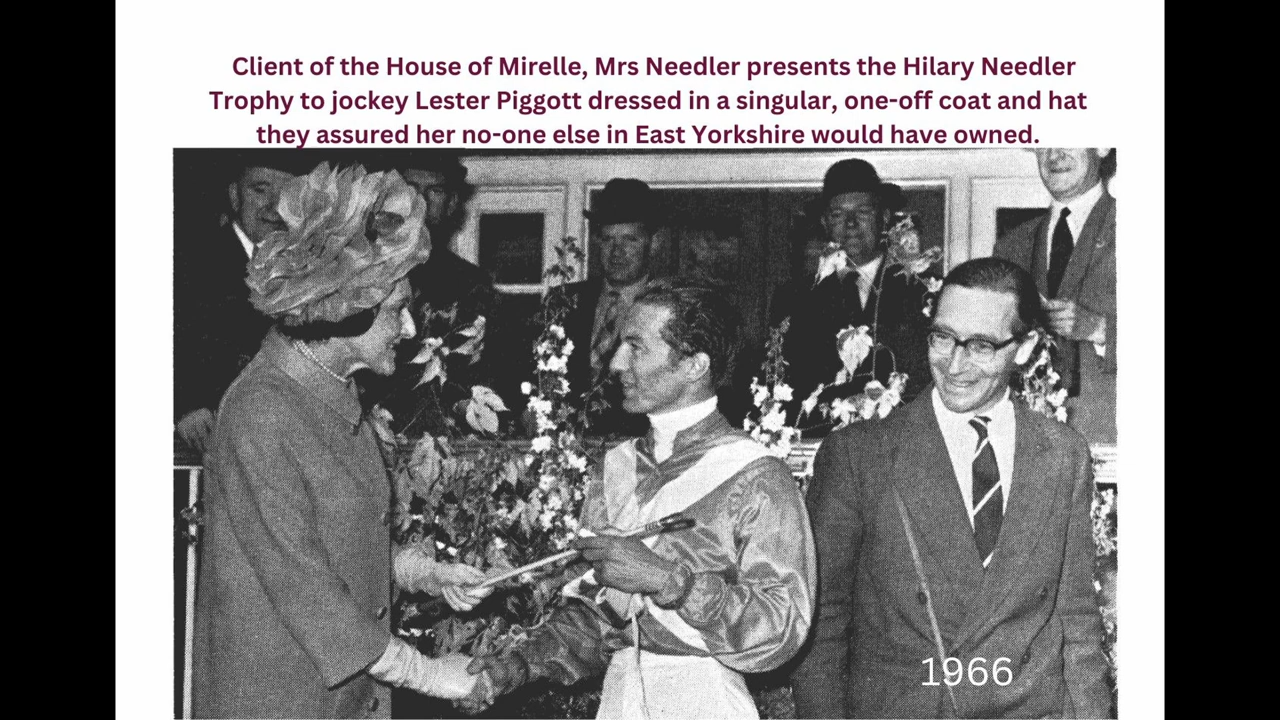 Client of the House of Mirelle, Mrs Needler presents the Hilary Needler
Trophy to jockey Lester Piggott dressed in a singular, one-off coat and hat
they assured her no-one else in East Yorkshire would have owned.
1966